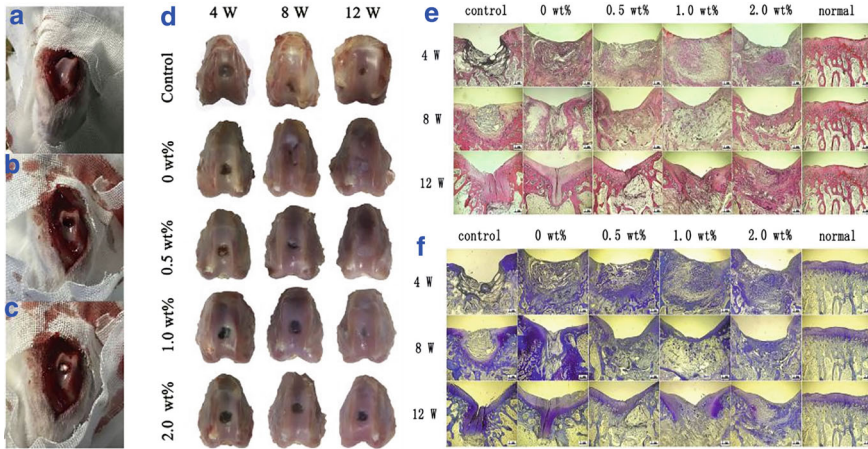 a
b
c
d
4 W 8 W 12 W
Control
0 wt%
0.5 wt%
1.0 wt%
2.0 wt%
e
control 0 wt% 0.5 wt% 1.0 wt% 2.0 wt% normal
4 W
8 W
12 W
f
control 0 wt% 0.5 wt% 1.0 wt% 2.0 wt% normal
4 W
8 W
12 W